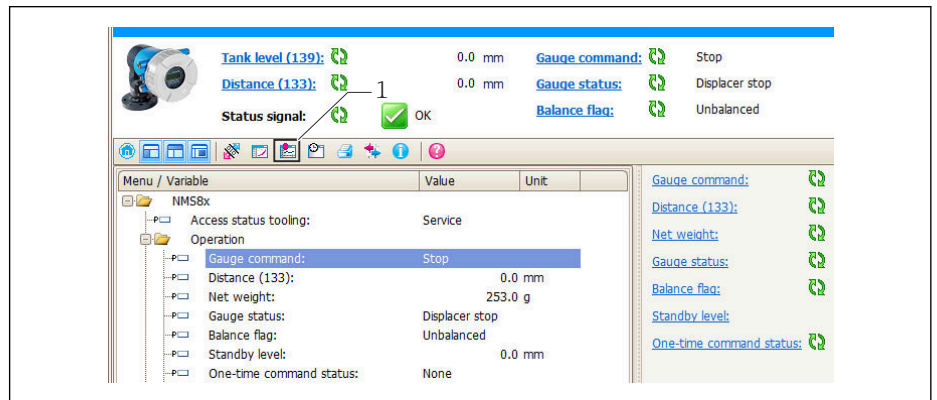 Tank level (139): 0.0 mm Gauge command: Stop
Distance (133): 0.0 mm Gauge status: Displacer stop
1
Status signal: OK Balance flag: Unbalanced
Menu / Variable Value Unit
NMS8x
Access status tooling: Service
Operation
Gauge command: Stop
Distance (133): 0.0 mm
Net weight: 253.0 g
Gauge status: Displacer stop
Balance flag: Unbalanced
Standby level: 0.0 mm
One-time command status: None
Gauge command:
Distance (133):
Net weight:
Gauge status:
Balance flag:
Standby level:
One-time command status: